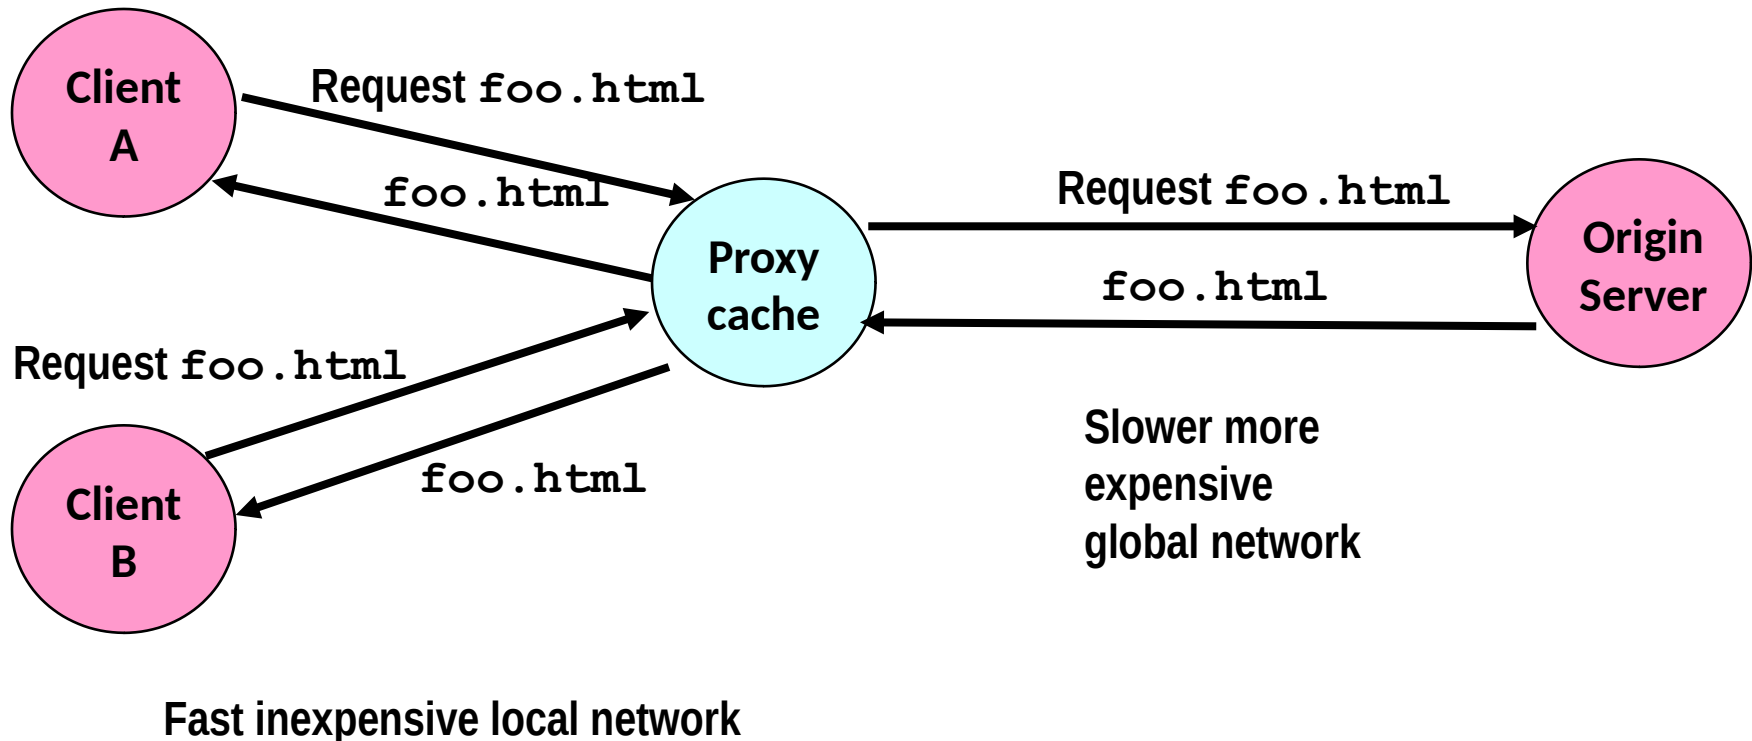 Client
A
Request foo.html
foo.html
Proxy
cache
Request foo.html
foo.html
Origin
Server
Request foo.html
foo.html
Client
B
Slower more
expensive
global network
Fast inexpensive local network